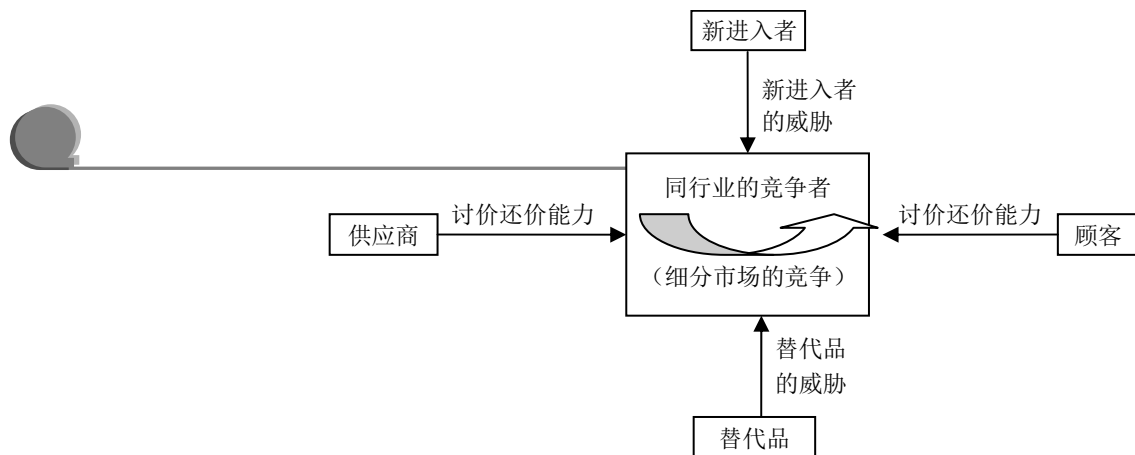 新进入者
新进入者
的威胁
同行业的竞争者
讨价还价能力
供应商
讨价还价能力
顾客
（细分市场的竞争）
替代品
的威胁
替代品